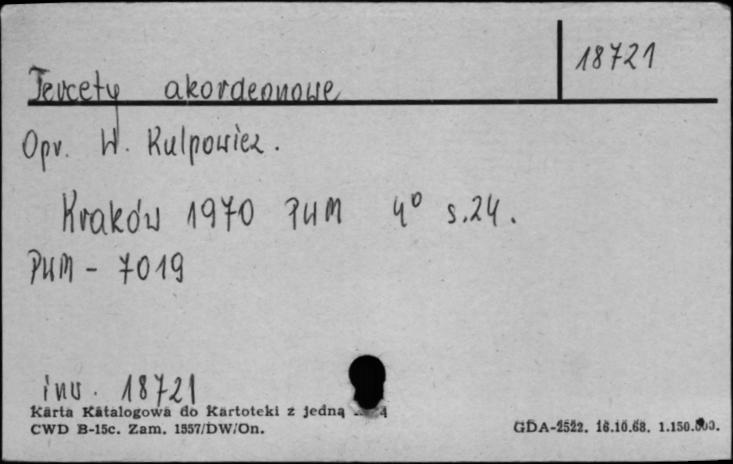 18721
Tercety akordeonowe
Opr. W. Kulpowicz.
Kraków 1970 PWM 4° s.24.
PWM - 7019
inw. 18721
Karta Katalogowa do Kartoteki z jedną
CWD B-15c. Zam. 1557/DW/On.
GDA-2522. 16.10.68. 1.150.000.